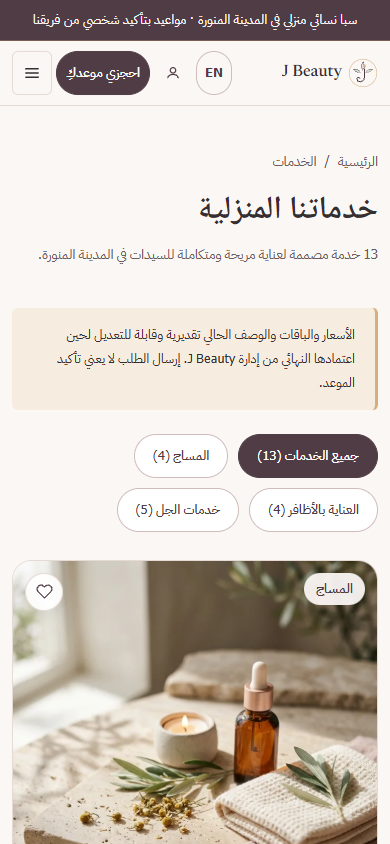 سبا نسائي منزلي في المدينة المنورة · مواعيد بتأكيد شخصي من فريقنا
J Beauty
EN
احجزي موعدكِ
الرئيسية / الخدمات
خدماتنا المنزلية
13 خدمة مصممة لعناية مريحة ومتكاملة للسيدات في المدينة المنورة.
الأسعار والباقات والوصف الحالي تقديرية وقابلة للتعديل لحين
اعتمادها النهائي من إدارة J Beauty. إرسال الطلب لا يعني تأكيد
الموعد.
جميع الخدمات (13)
المساج (4)
العناية بالأظافر (4)
خدمات الجل (5)
المساج